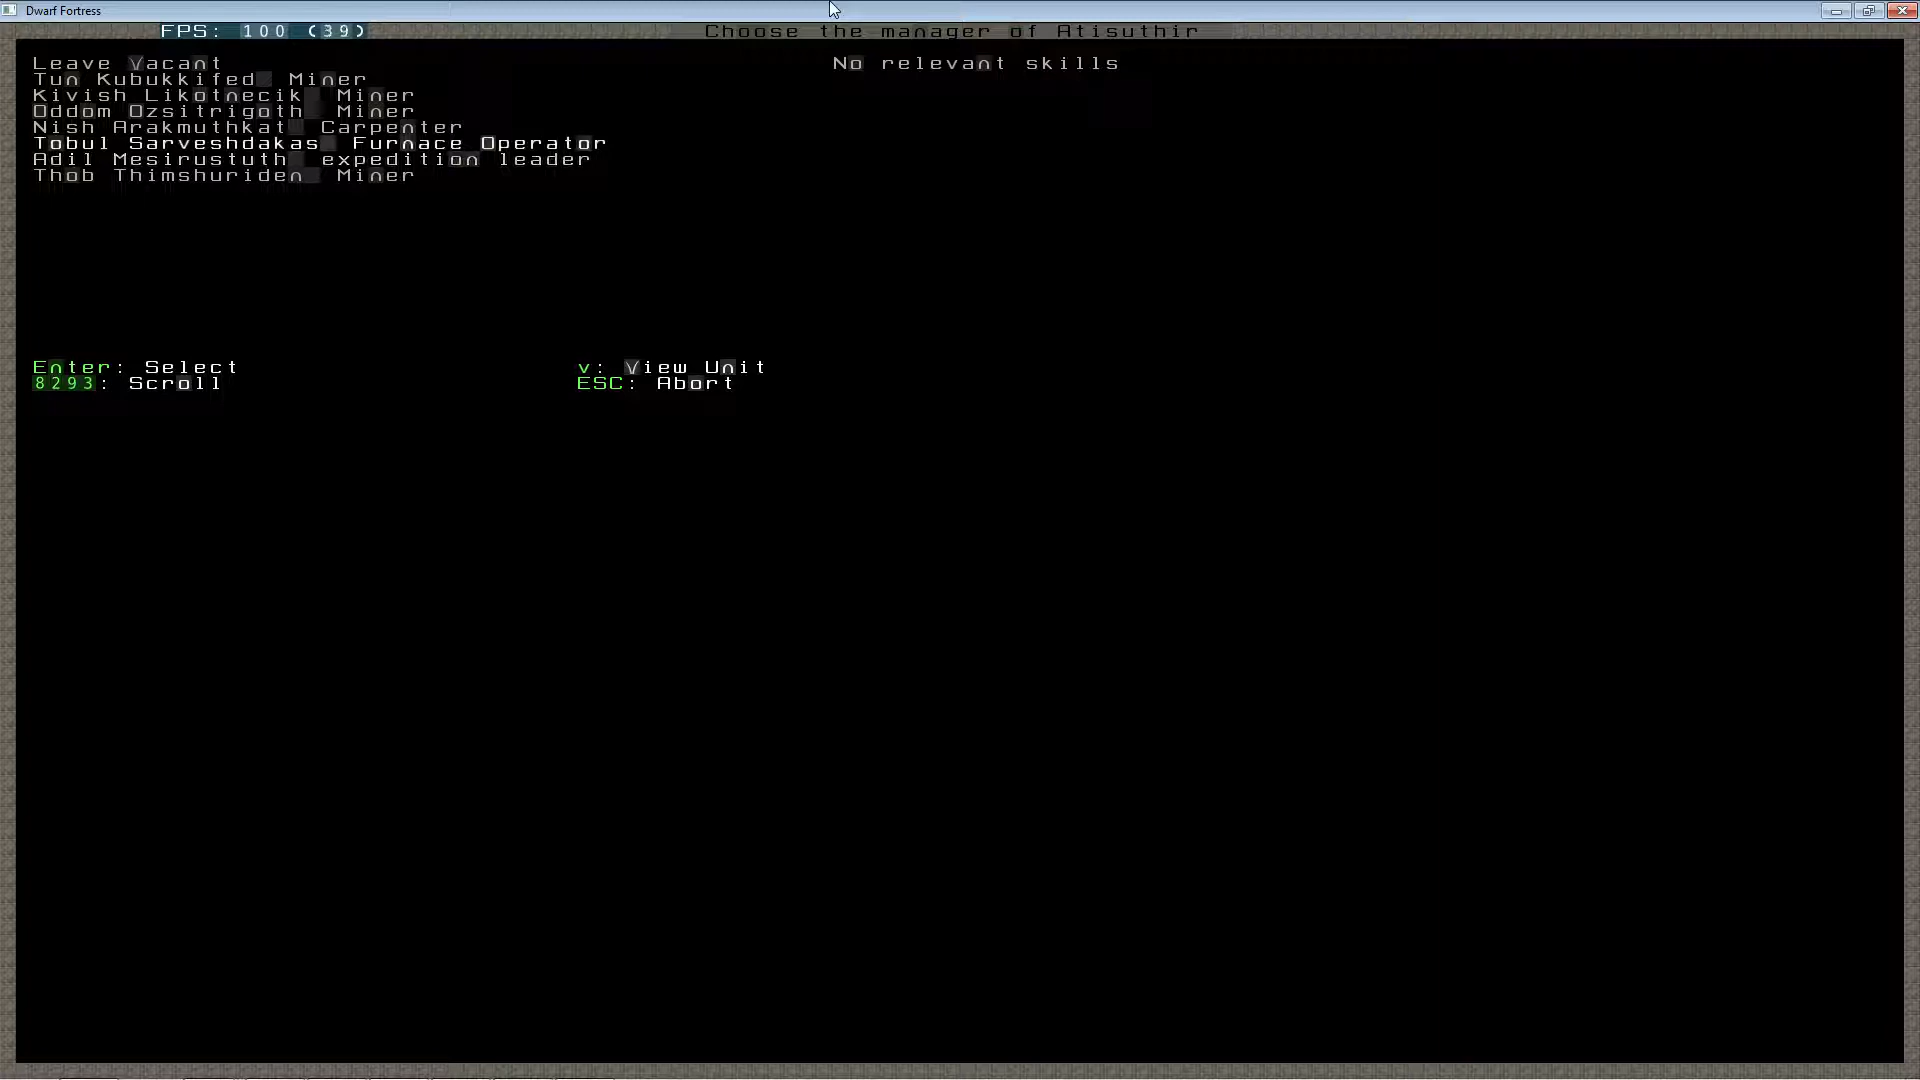 Dwarf Fortress
FPS: 100 (39)
Choose the manager of Atisuthir
Leave Vacant
No relevant skills
Tun Kubukkifed Miner
Kivish Likotnecik Miner
Oddom Ozsitrigoth Miner
Nish Arakmuthkat Carpenter
Tobul Sarveshdakas Furnace Operator
Adil Mesirustuth expedition leader
Thob Thimshuriden Miner
Enter: Select
v: View Unit
8293: Scroll
ESC: Abort